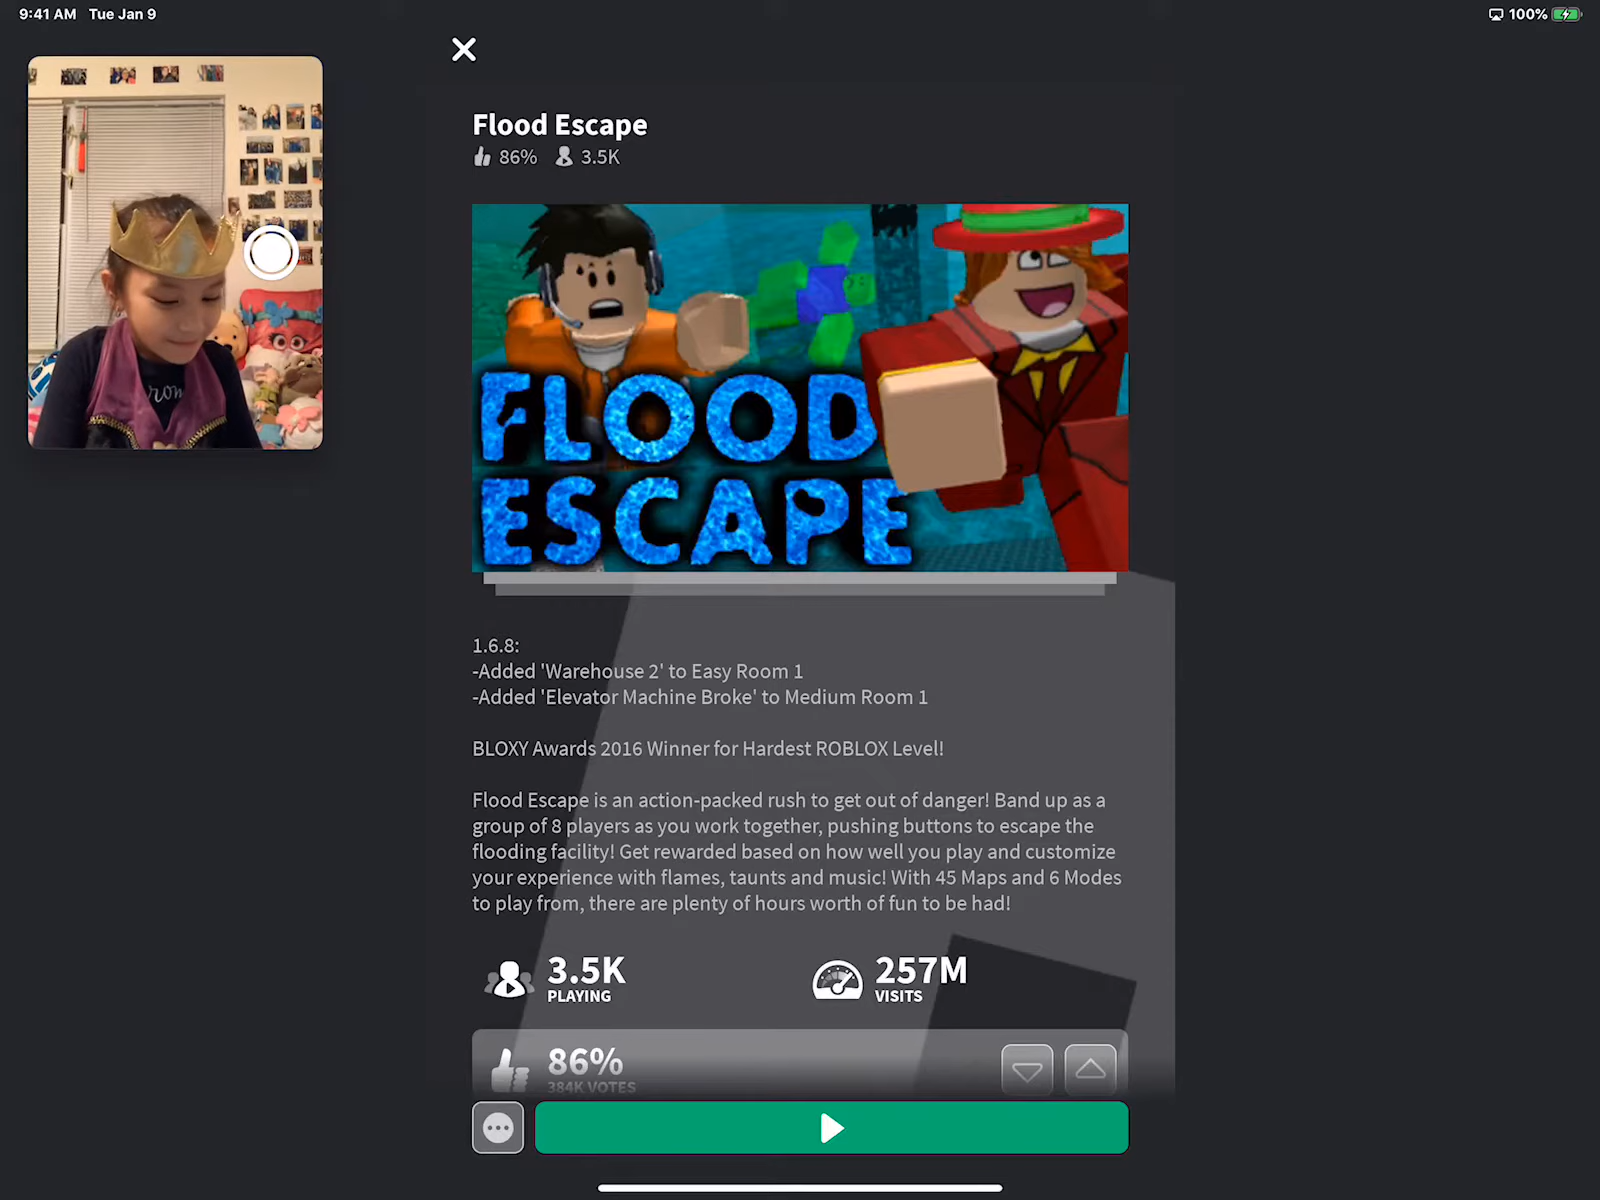 9:41 AM Tue Jan 9
100%
Flood Escape
86% 3.5K
FLOOD
ESCAPE
1.6.8:
-Added 'Warehouse 2' to Easy Room 1
-Added 'Elevator Machine Broke' to Medium Room 1
BLOXY Awards 2016 Winner for Hardest ROBLOX Level!
Flood Escape is an action-packed rush to get out of danger! Band up as a
group of 8 players as you work together, pushing buttons to escape the
flooding facility! Get rewarded based on how well you play and customize
your experience with flames, taunts and music! With 45 Maps and 6 Modes
to play from, there are plenty of hours worth of fun to be had!
3.5K
PLAYING
257M
VISITS
86%
384K VOTES